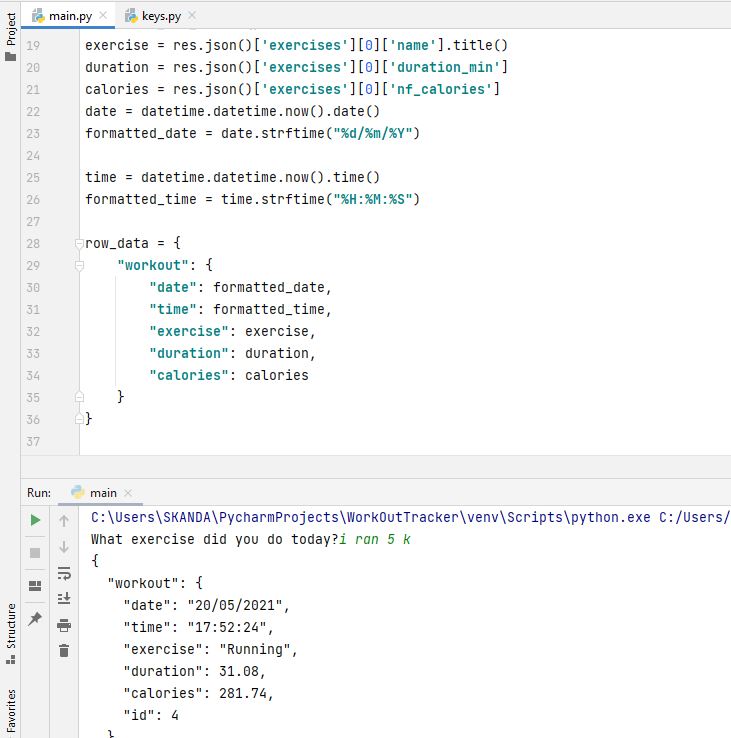 main.py
keys.py
Project
19 exercise = res.json()['exercises'][0]['name'].title()
20 duration = res.json()['exercises'][0]['duration_min']
21 calories = res.json()['exercises'][0]['nf_calories']
22 date = datetime.datetime.now().date()
23 formatted_date = date.strftime("%d/%m/%Y")
24
25 time = datetime.datetime.now().time()
26 formatted_time = time.strftime("%H:%M:%S")
27
28 row_data = {
29     "workout": {
30         "date": formatted_date,
31         "time": formatted_time,
32         "exercise": exercise,
33         "duration": duration,
34         "calories": calories
35     }
36 }
37
Run: main
C:\Users\SKANDA\PycharmProjects\WorkOutTracker\venv\Scripts\python.exe C:/Users/
What exercise did you do today?i ran 5 k
{
  "workout": {
    "date": "20/05/2021",
    "time": "17:52:24",
    "exercise": "Running",
    "duration": 31.08,
    "calories": 281.74,
    "id": 4
  }
Structure
Favorites